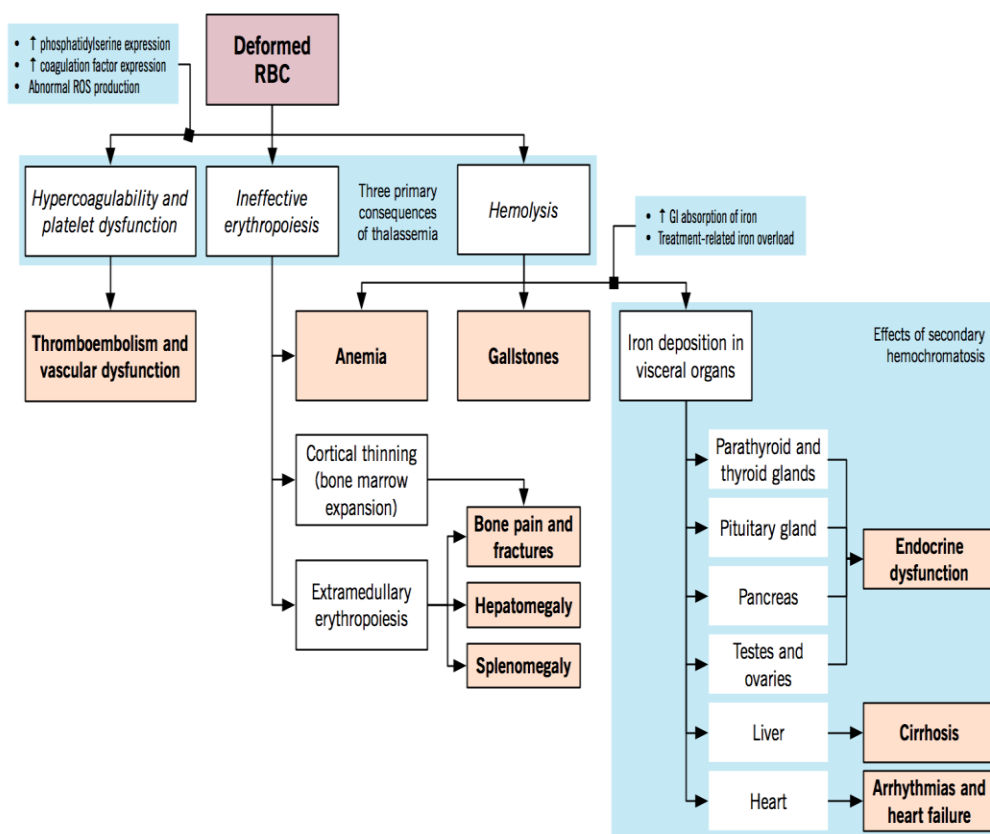 • ↑ phosphatidylserine expression
• ↑ coagulation factor expression
• Abnormal ROS production
Deformed
RBC
Hypercoagulability and
platelet dysfunction
Ineffective
erythropoiesis
Three primary
consequences
of thalassemia
Hemolysis
• ↑ GI absorption of iron
• Treatment-related iron overload
Thromboembolism and
vascular dysfunction
Anemia
Gallstones
Iron deposition in
visceral organs
Effects of secondary
hemochromatosis
Cortical thinning
(bone marrow
expansion)
Bone pain and
fractures
Extramedullary
erythropoiesis
Hepatomegaly
Splenomegaly
Parathyroid and
thyroid glands
Pituitary gland
Pancreas
Testes and
ovaries
Endocrine
dysfunction
Liver
Cirrhosis
Heart
Arrhythmias and
heart failure